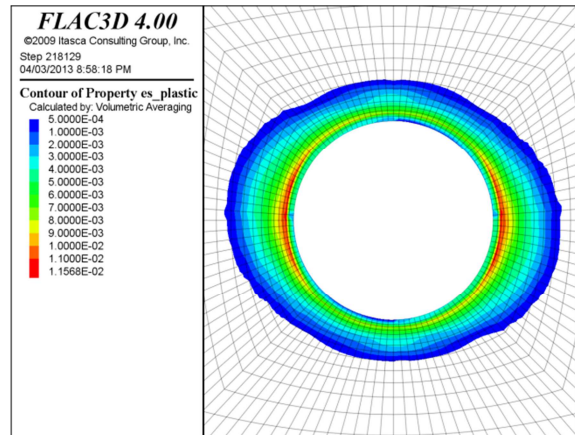 FLAC3D 4.00
©2009 Itasca Consulting Group, Inc.
Step 218129
04/03/2013 8:58:18 PM
Contour of Property es_plastic
Calculated by: Volumetric Averaging
5.0000E-04
1.0000E-03
2.0000E-03
3.0000E-03
4.0000E-03
5.0000E-03
6.0000E-03
7.0000E-03
8.0000E-03
9.0000E-03
1.0000E-02
1.1000E-02
1.1568E-02